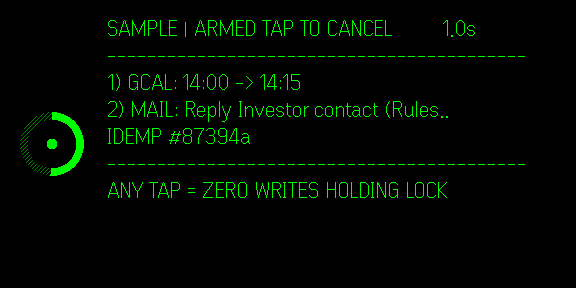 SAMPLE | ARMED TAP TO CANCEL 1.0s
1) GCAL: 14:00 -> 14:15
2) MAIL: Reply Investor contact (Rules..
IDEMP #87394a
ANY TAP = ZERO WRITES HOLDING LOCK